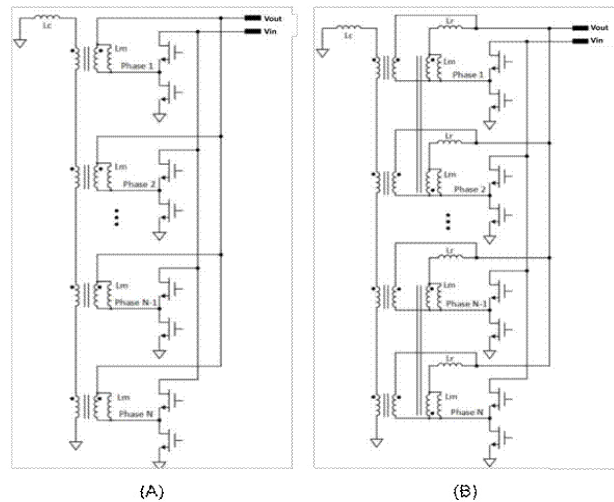 Lc
Vout
Vin
Lm
Phase 1
Lm
Phase 2
Lm
Phase N-1
Lm
Phase N
(A)
Lc
Lr
Vout
Vin
Lm
Phase 1
Lr
Lm
Phase 2
Lr
Lm
Phase N-1
Lr
Lm
Phase N
(B)